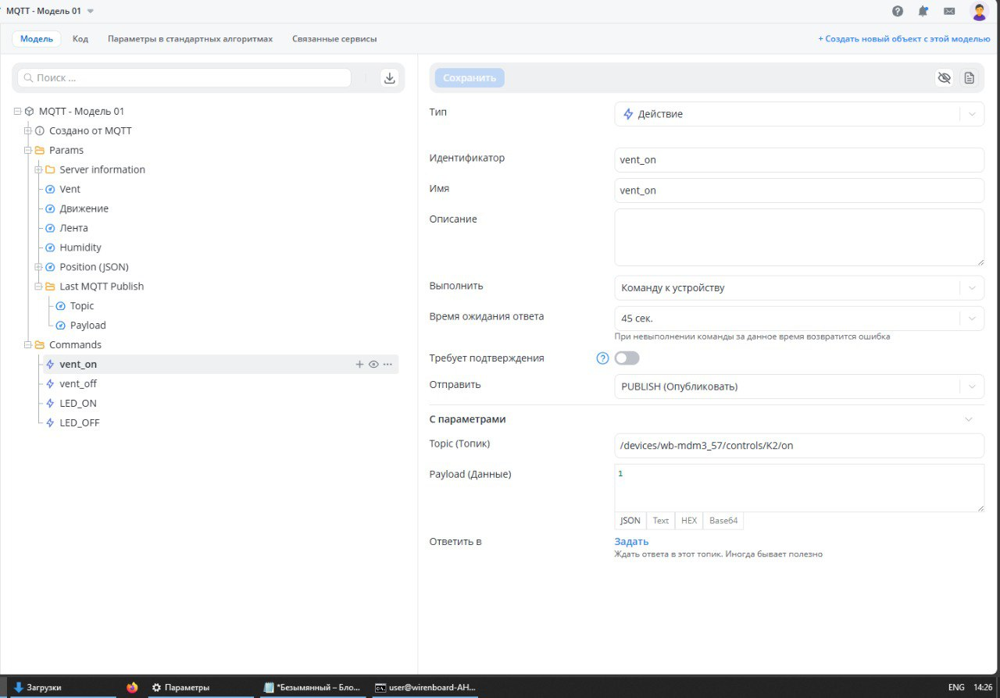 MQTT - Модель 01
Модель
Код
Параметры в стандартных алгоритмах
Связанные сервисы
+ Создать новый объект с этой моделью
Поиск ...
MQTT - Модель 01
Создано от MQTT
Params
Server information
Vent
Движение
Лента
Humidity
Position (JSON)
Last MQTT Publish
Topic
Payload
Commands
vent_on
vent_off
LED_ON
LED_OFF
Сохранить
Тип
Действие
Идентификатор
vent_on
Имя
vent_on
Описание
Выполнить
Команду к устройству
Время ожидания ответа
45 сек.
При невыполнении команды за данное время возвратится ошибка
Требует подтверждения
?
Отправить
PUBLISH (Опубликовать)
С параметрами
Topic (Топик)
/devices/wb-mdm3_57/controls/K2/on
Payload (Данные)
1
JSON
Text
HEX
Base64
Ответить в
Задать
Ждать ответа в этот топик. Иногда бывает полезно
Загрузки
Параметры
*Безымянный – Бло...
user@wirenboard-AH...
ENG
14:26